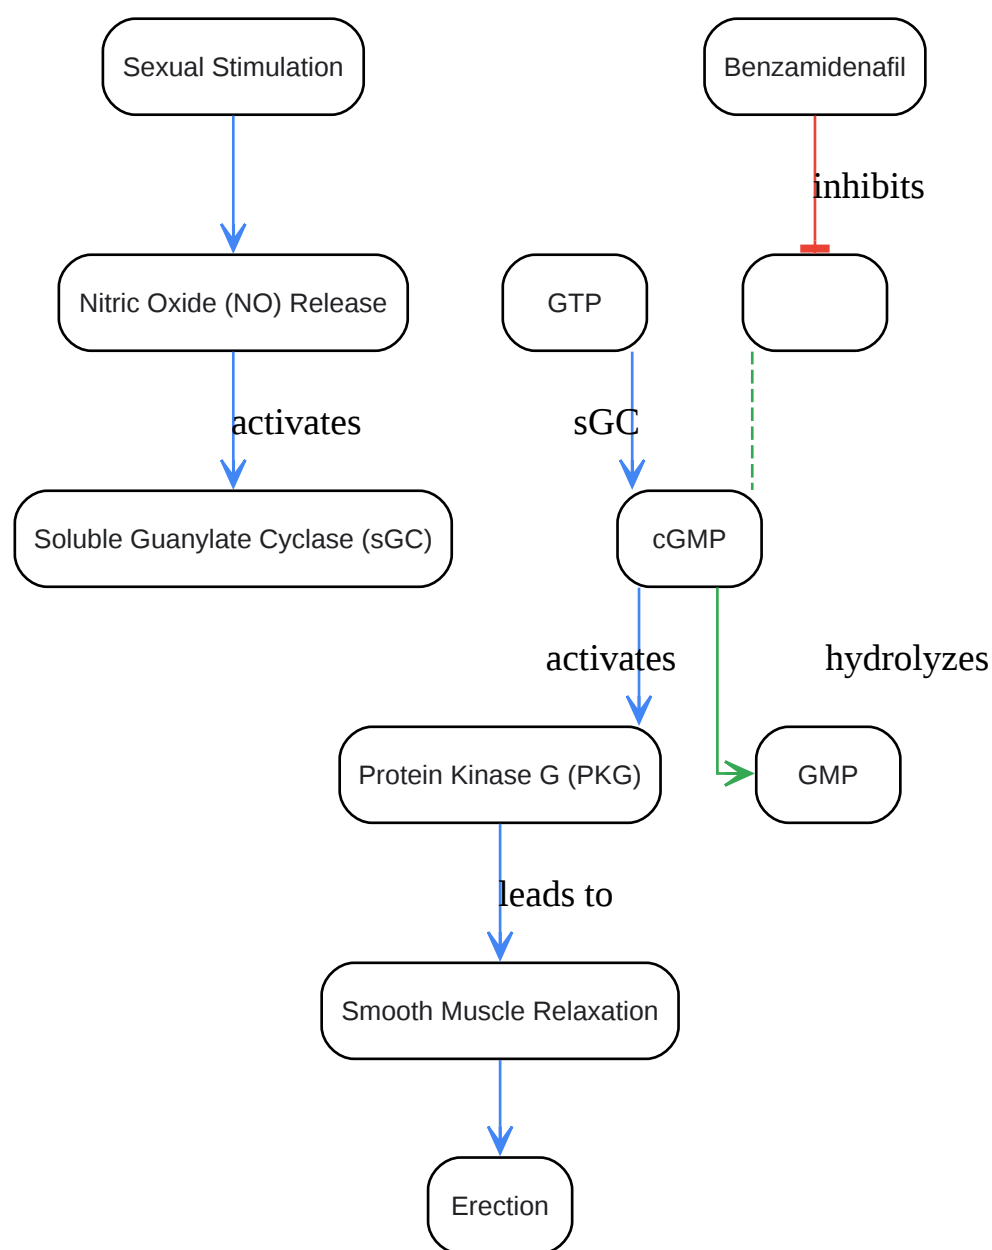 Sexual Stimulation
Benzamidenafil
inhibits
Nitric Oxide (NO) Release
GTP
activates
sGC
Soluble Guanylate Cyclase (sGC)
cGMP
activates
hydrolyzes
Protein Kinase G (PKG)
GMP
leads to
Smooth Muscle Relaxation
Erection